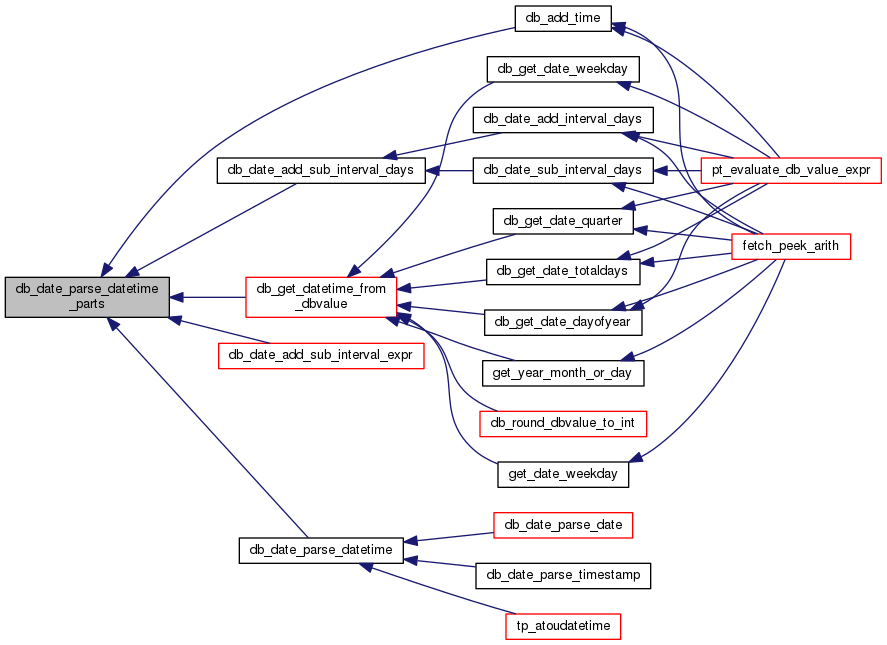 db_add_time
db_get_date_weekday
db_date_add_interval_days
db_date_add_sub_interval_days
db_date_sub_interval_days
pt_evaluate_db_value_expr
db_get_date_quarter
fetch_peek_arith
db_get_date_totaldays
db_date_parse_datetime
_parts
db_get_datetime_from
_dbvalue
db_get_date_dayofyear
db_date_add_sub_interval_expr
get_year_month_or_day
db_round_dbvalue_to_int
get_date_weekday
db_date_parse_date
db_date_parse_datetime
db_date_parse_timestamp
tp_atoudatetime